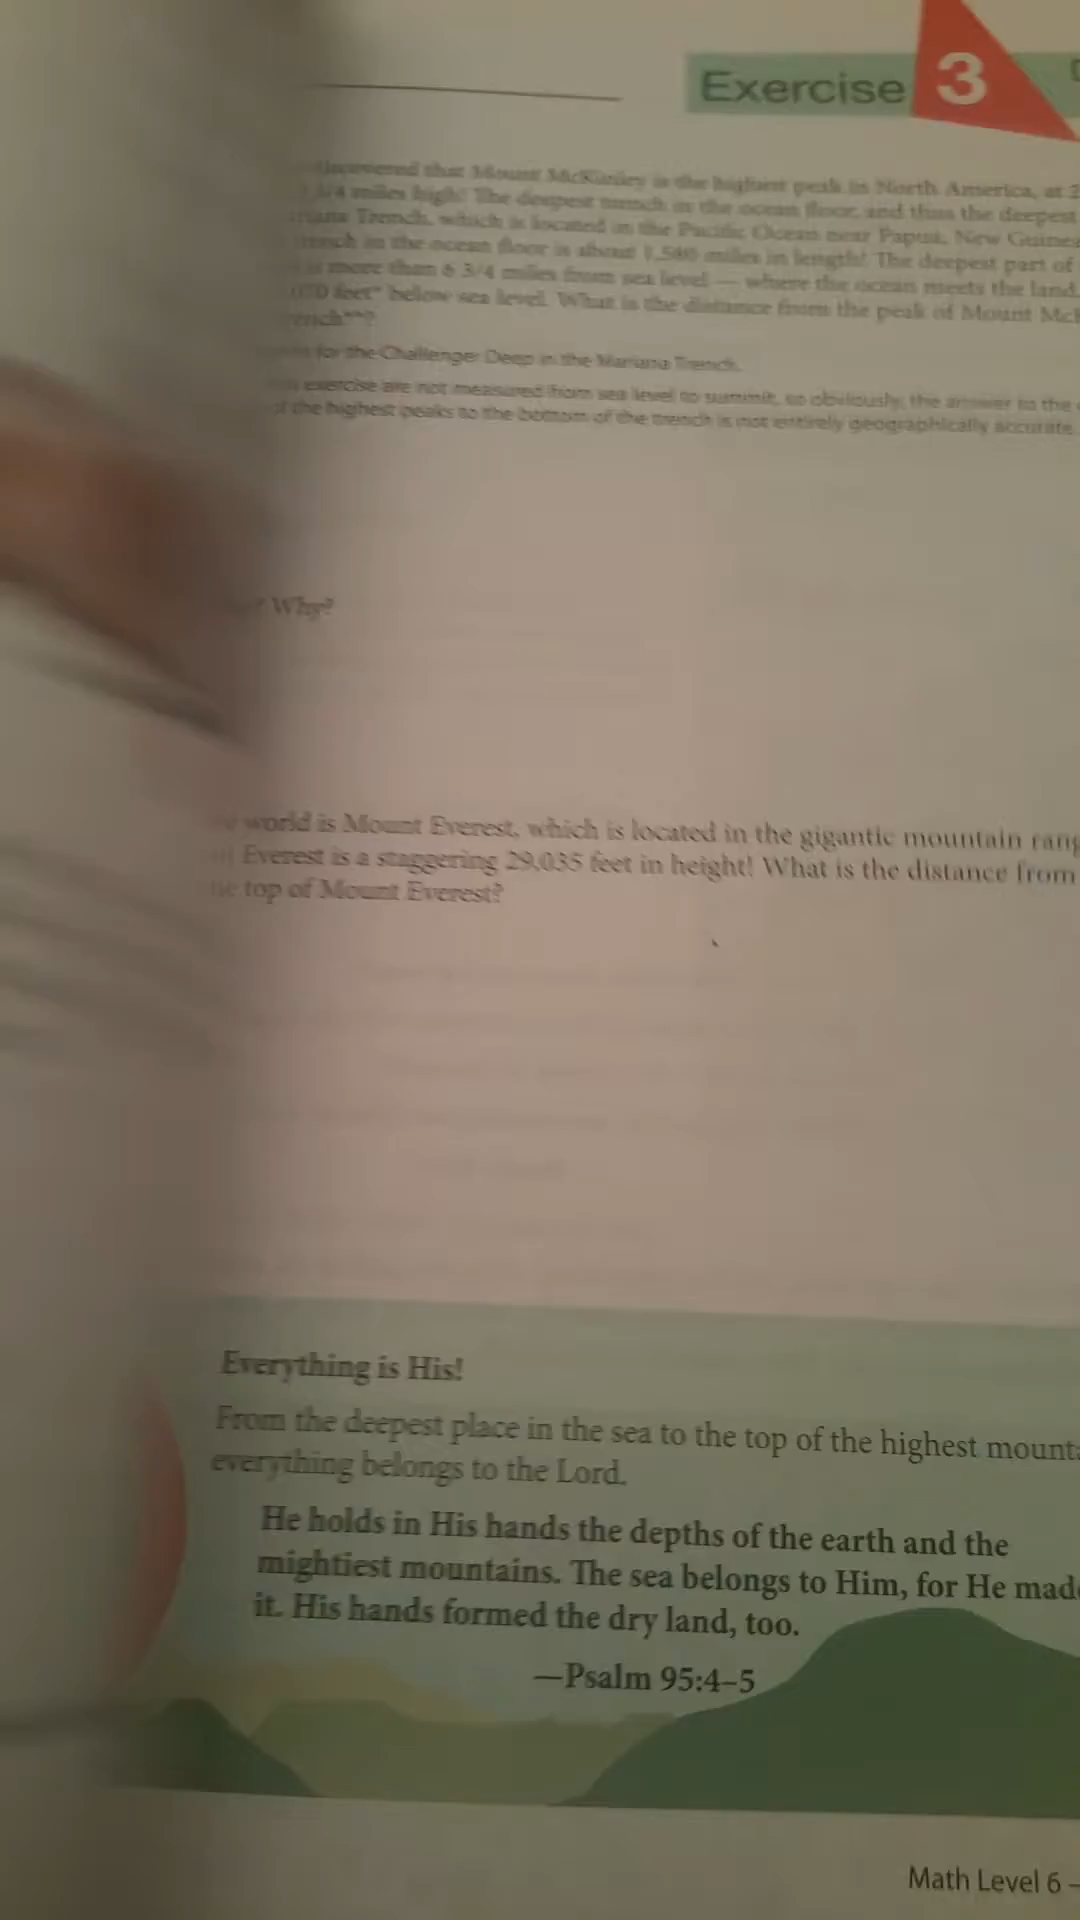 Exercise 3
discovered that Mount McKinley is the highest peak in North America, at
3/4 miles high! The deepest trench in the ocean floor, and thus the deepest
Trench, which is located in the Pacific Ocean near Papua, New Guinea
trench in the ocean floor is about 1,580 miles in length! The deepest part of
is more than 6 3/4 miles from sea level — where the ocean meets the land.
feet* below sea level. What is the distance from the peak of Mount McK
for the Challenger Deep in the Mariana Trench.
exercise are not measured from sea level to summit, so obviously, the answer to the
of the highest peaks to the bottom of the trench is not entirely geographically accurate.
Why?
world is Mount Everest, which is located in the gigantic mountain rang
Everest is a staggering 29,035 feet in height! What is the distance from
top of Mount Everest?
Everything is His!
From the deepest place in the sea to the top of the highest mounta
everything belongs to the Lord.
He holds in His hands the depths of the earth and the
mightiest mountains. The sea belongs to Him, for He made
it. His hands formed the dry land, too.
—Psalm 95:4–5
Math Level 6 –